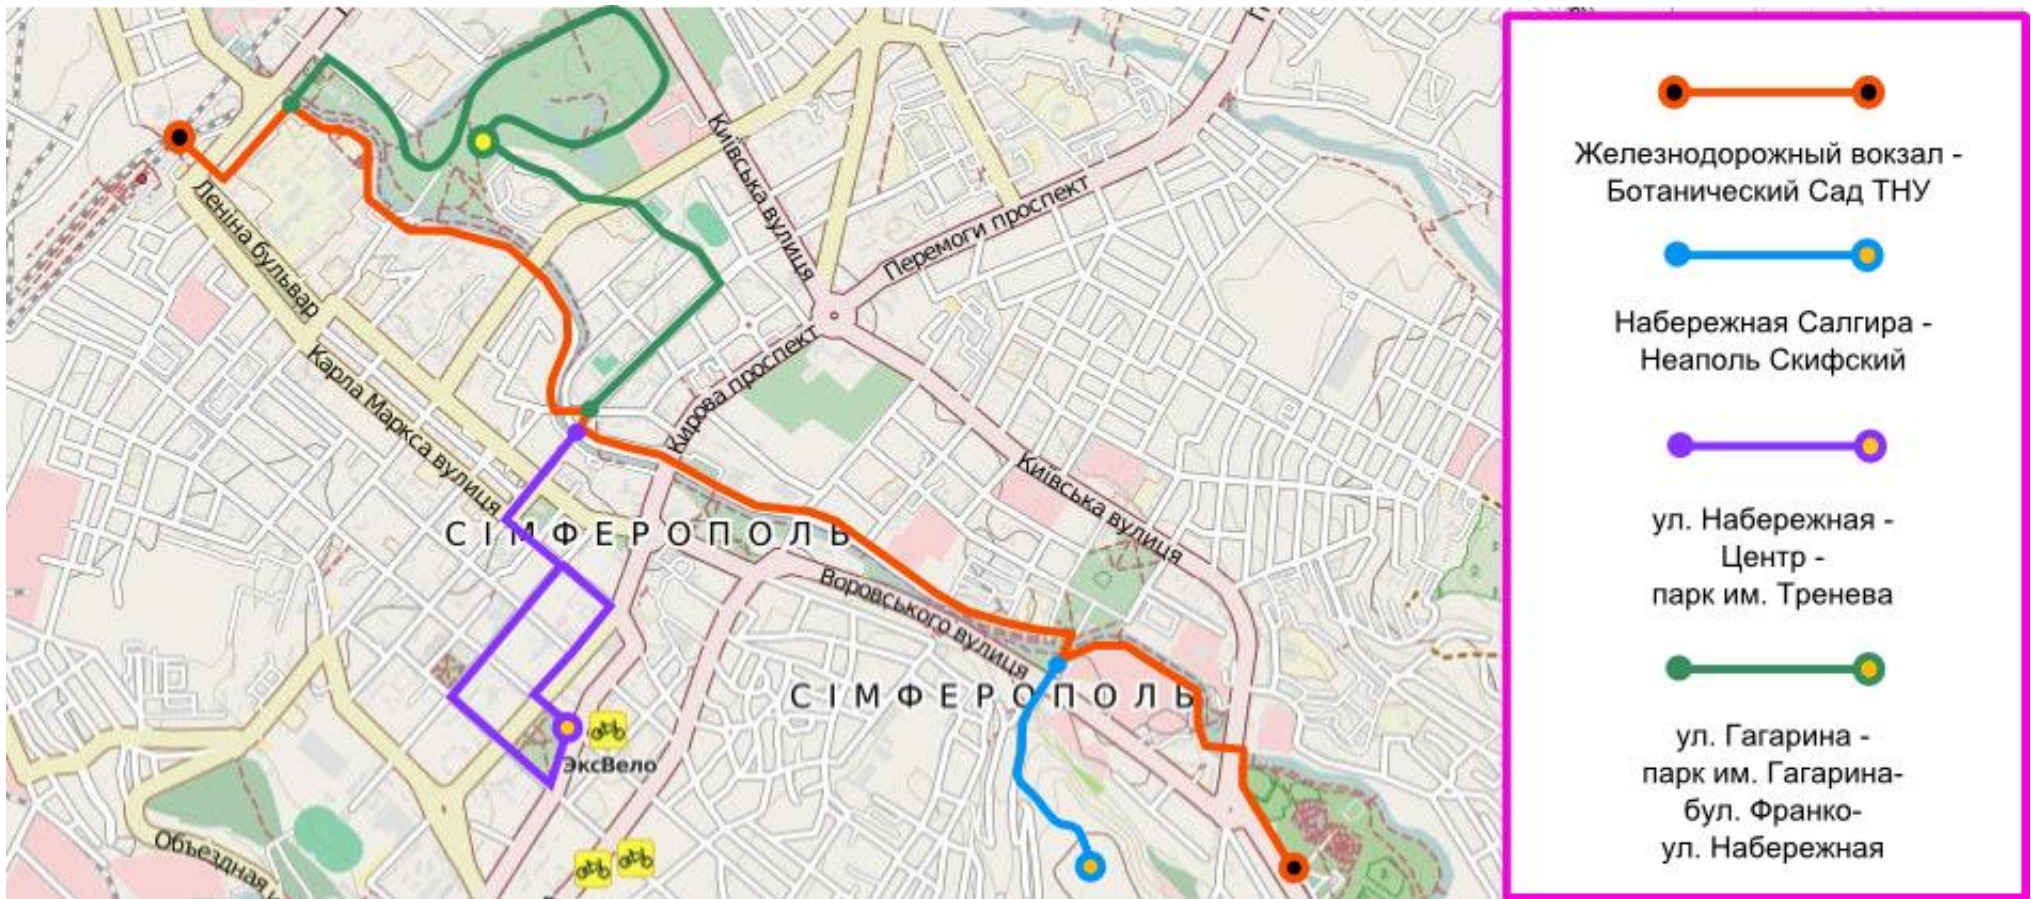 Київська вулиця
Перемоги проспект
Леніна бульвар
Карла Маркса вулиця
Кирова проспект
Київська вулиця
СІМФЕРОПОЛЬ
Воровського вулиця
СІМФЕРОПОЛЬ
ЭксВело
Объездная
Железнодорожный вокзал -
Ботанический Сад ТНУ
Набережная Салгира -
Неаполь Скифский
ул. Набережная -
Центр -
парк им. Тренева
ул. Гагарина -
парк им. Гагарина-
бул. Франко-
ул. Набережная